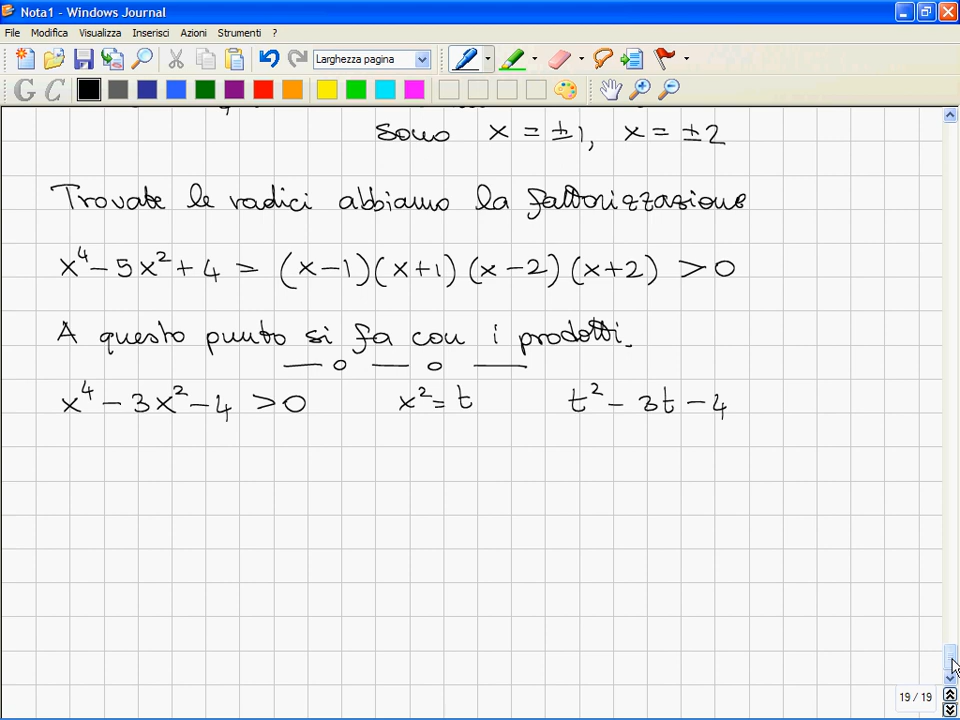 Nota1 - Windows Journal
File Modifica Visualizza Inserisci Azioni Strumenti ?
Larghezza pagina
sono x = ±1, x = ±2
Trovate le radici abbiamo la fattorizzazione
x⁴ - 5x² + 4 = (x-1)(x+1)(x-2)(x+2) > 0
A questo punto si fa con i prodotti.
x⁴ - 3x² - 4 > 0 x² = t t² - 3t - 4
19 / 19